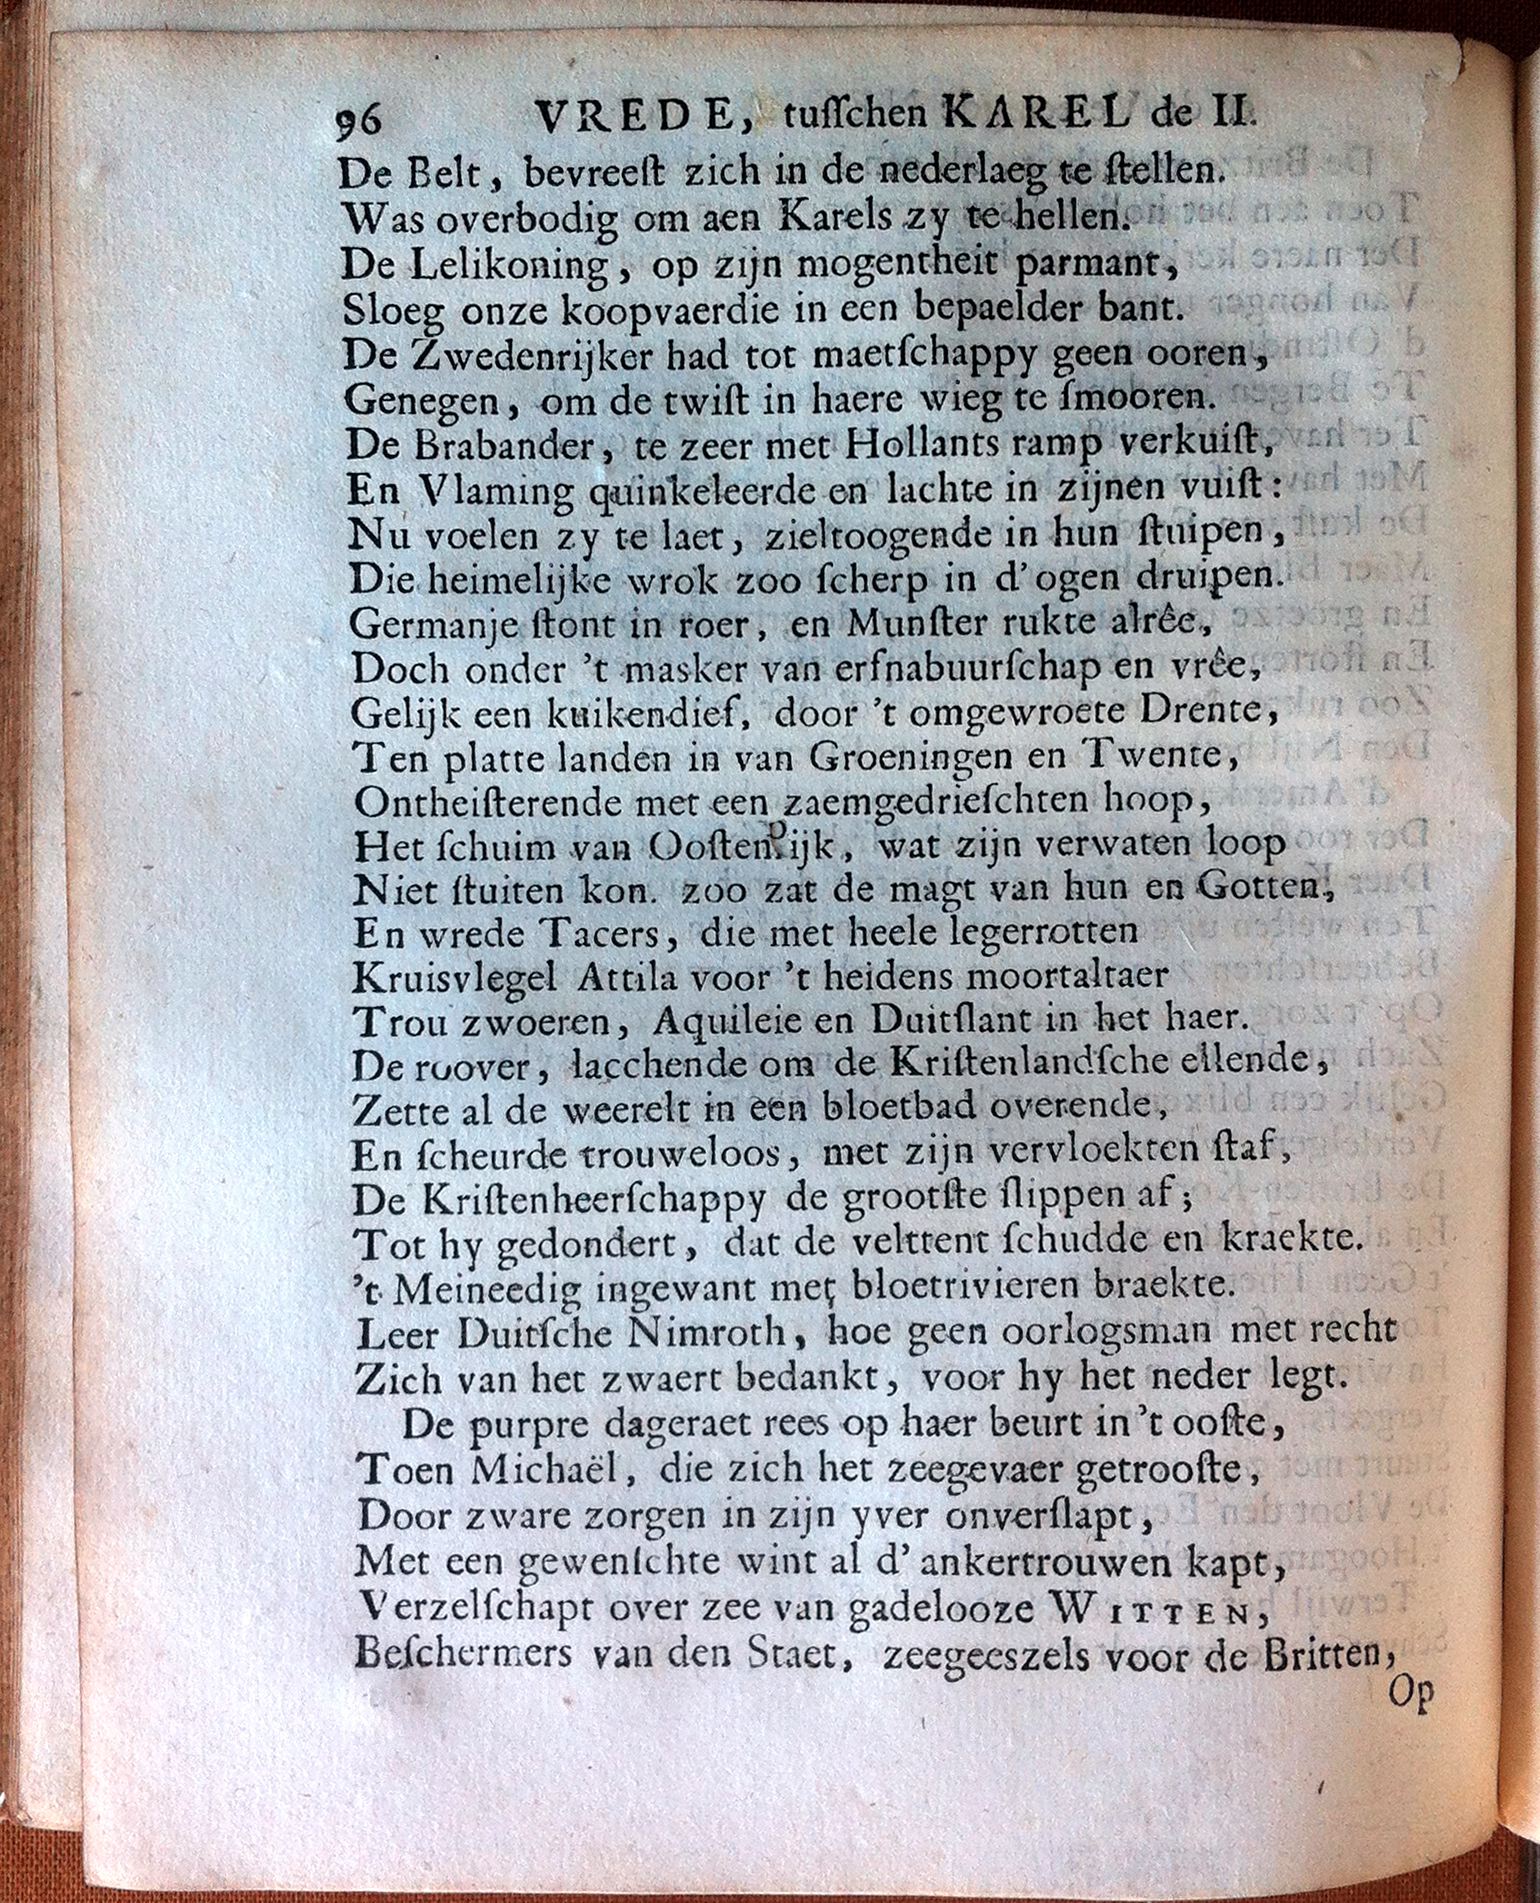 96 VREDE, tuſſchen KAREL de II.
De Belt, bevreeſt zich in de nederlaeg te ſtellen.
Was overbodig om aen Karels zy te hellen.
De Lelikoning, op zijn mogentheit parmant,
Sloeg onze koopvaerdie in een bepaelder bant.
De Zwedenrijker had tot maetſchappy geen ooren,
Genegen, om de twiſt in haere wieg te ſmooren.
De Brabander, te zeer met Hollants ramp verkuiſt,
En Vlaming quinkeleerde en lachte in zijnen vuiſt:
Nu voelen zy te laet, zieltoogende in hun ſtuipen,
Die heimelijke wrok zoo ſcherp in d'ogen druipen.
Germanje ſtont in roer, en Munſter rukte alrêe,
Doch onder 't masker van erfnabuurſchap en vrêe,
Gelijk een kuikendief, door 't omgewroete Drente,
Ten platte landen in van Groeningen en Twente,
Ontheiſterende met een zaemgedrieſchten hoop,
Het ſchuim van Ooſtenrijk, wat zijn verwaten loop
Niet ſtuiten kon. zoo zat de magt van hun en Gotten,
En wrede Tacers, die met heele legerrotten
Kruisvlegel Attila voor 't heidens moortaltaer
Trou zwoeren, Aquileie en Duitſlant in het haer.
De roover, lacchende om de Kriſtenlandſche ellende,
Zette al de weerelt in een bloetbad overende,
En ſcheurde trouweloos, met zijn vervloekten ſtaf,
De Kriſtenheerſchappy de grootſte ſlippen af;
Tot hy gedondert, dat de velttent ſchudde en kraekte.
't Meineedig ingewant met bloetrivieren braekte.
Leer Duitſche Nimroth, hoe geen oorlogsman met recht
Zich van het zwaert bedankt, voor hy het neder legt.
De purpre dageraet rees op haer beurt in 't ooſte,
Toen Michaël, die zich het zeegevaer getrooſte,
Door zware zorgen in zijn yver onverſlapt,
Met een gewenſchte wint al d'ankertrouwen kapt,
Verzelſchapt over zee van gadelooze WITTEN,
Beſchermers van den Staet, zeegeeszels voor de Britten,
Op